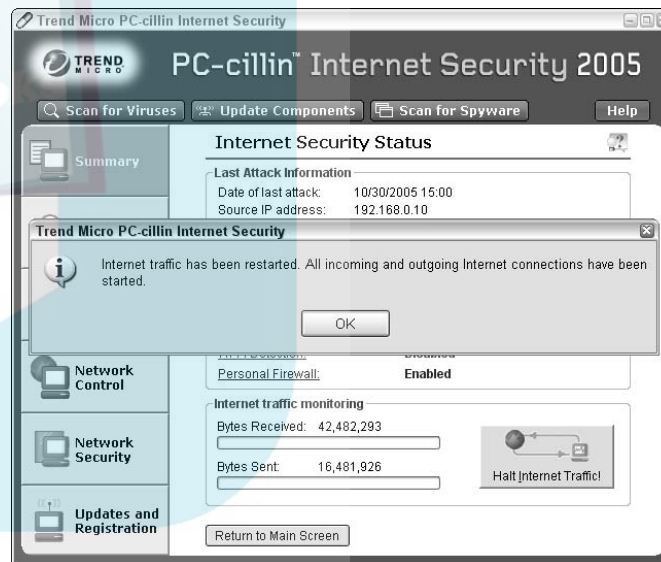 Trend Micro PC-cillin Internet Security
TREND MICRO
PC-cillin™ Internet Security 2005
Scan for Viruses
Update Components
Scan for Spyware
Help
Summary
Internet Security Status
Last Attack Information
Date of last attack: 10/30/2005 15:00
Source IP address: 192.168.0.10
Trend Micro PC-cillin Internet Security
Internet traffic has been restarted. All incoming and outgoing Internet connections have been
started.
OK
Personal Firewall: Enabled
Network
Control
Internet traffic monitoring
Bytes Received: 42,482,293
Bytes Sent: 16,481,926
Halt Internet Traffic!
Network
Security
Updates and
Registration
Return to Main Screen